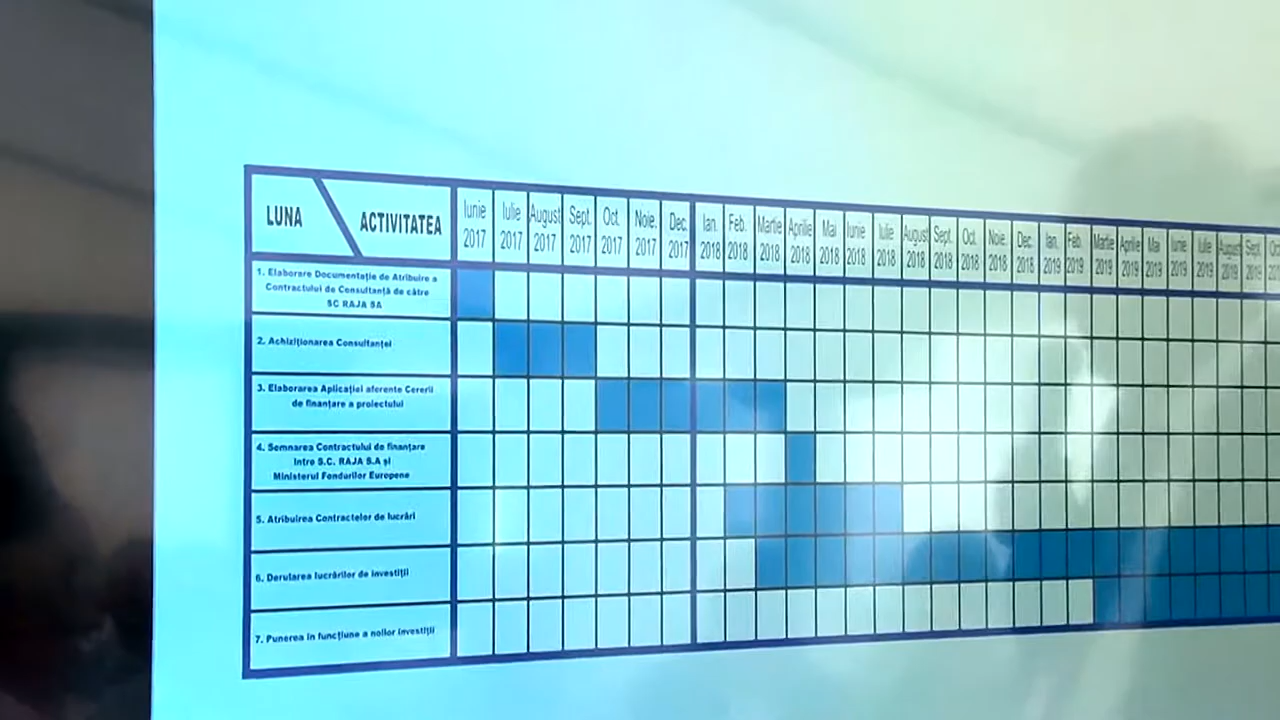 LUNA
ACTIVITATEA
Iunie 2017
Iulie 2017
August 2017
Sept. 2017
Oct. 2017
Noie. 2017
Dec. 2017
Ian. 2018
Feb. 2018
Martie 2018
Aprilie 2018
Mai 2018
Iunie 2018
Iulie 2018
August 2018
Sept. 2018
Oct. 2018
Noie. 2018
Dec. 2018
Ian. 2019
Feb. 2019
Martie 2019
Aprilie 2019
Mai 2019
Iunie 2019
Iulie 2019
August 2019
Sept. 2019
1. Elaborare Documentație de Atribuire a
Contractului de Consultanță de către
SC RAJA SA
2. Achiziționarea Consultanței
3. Elaborarea Aplicației aferente Cererii
de finanțare a proiectului
4. Semnarea Contractului de finanțare
între S.C. RAJA S.A și
Ministerul Fondurilor Europene
5. Atribuirea Contractelor de lucrări
6. Derularea lucrărilor de investiții
7. Punerea în funcțiune a noilor investiții